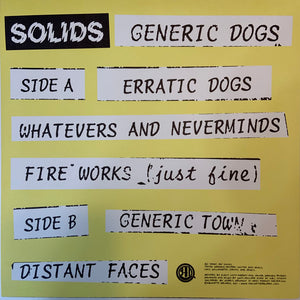 SOLIDS GENERIC DOGS
SIDE A ERRATIC DOGS
WHATEVERS AND NEVERMINDS
FIRE WORKS (just fine)
SIDE B GENERIC TOWN
DISTANT FACES